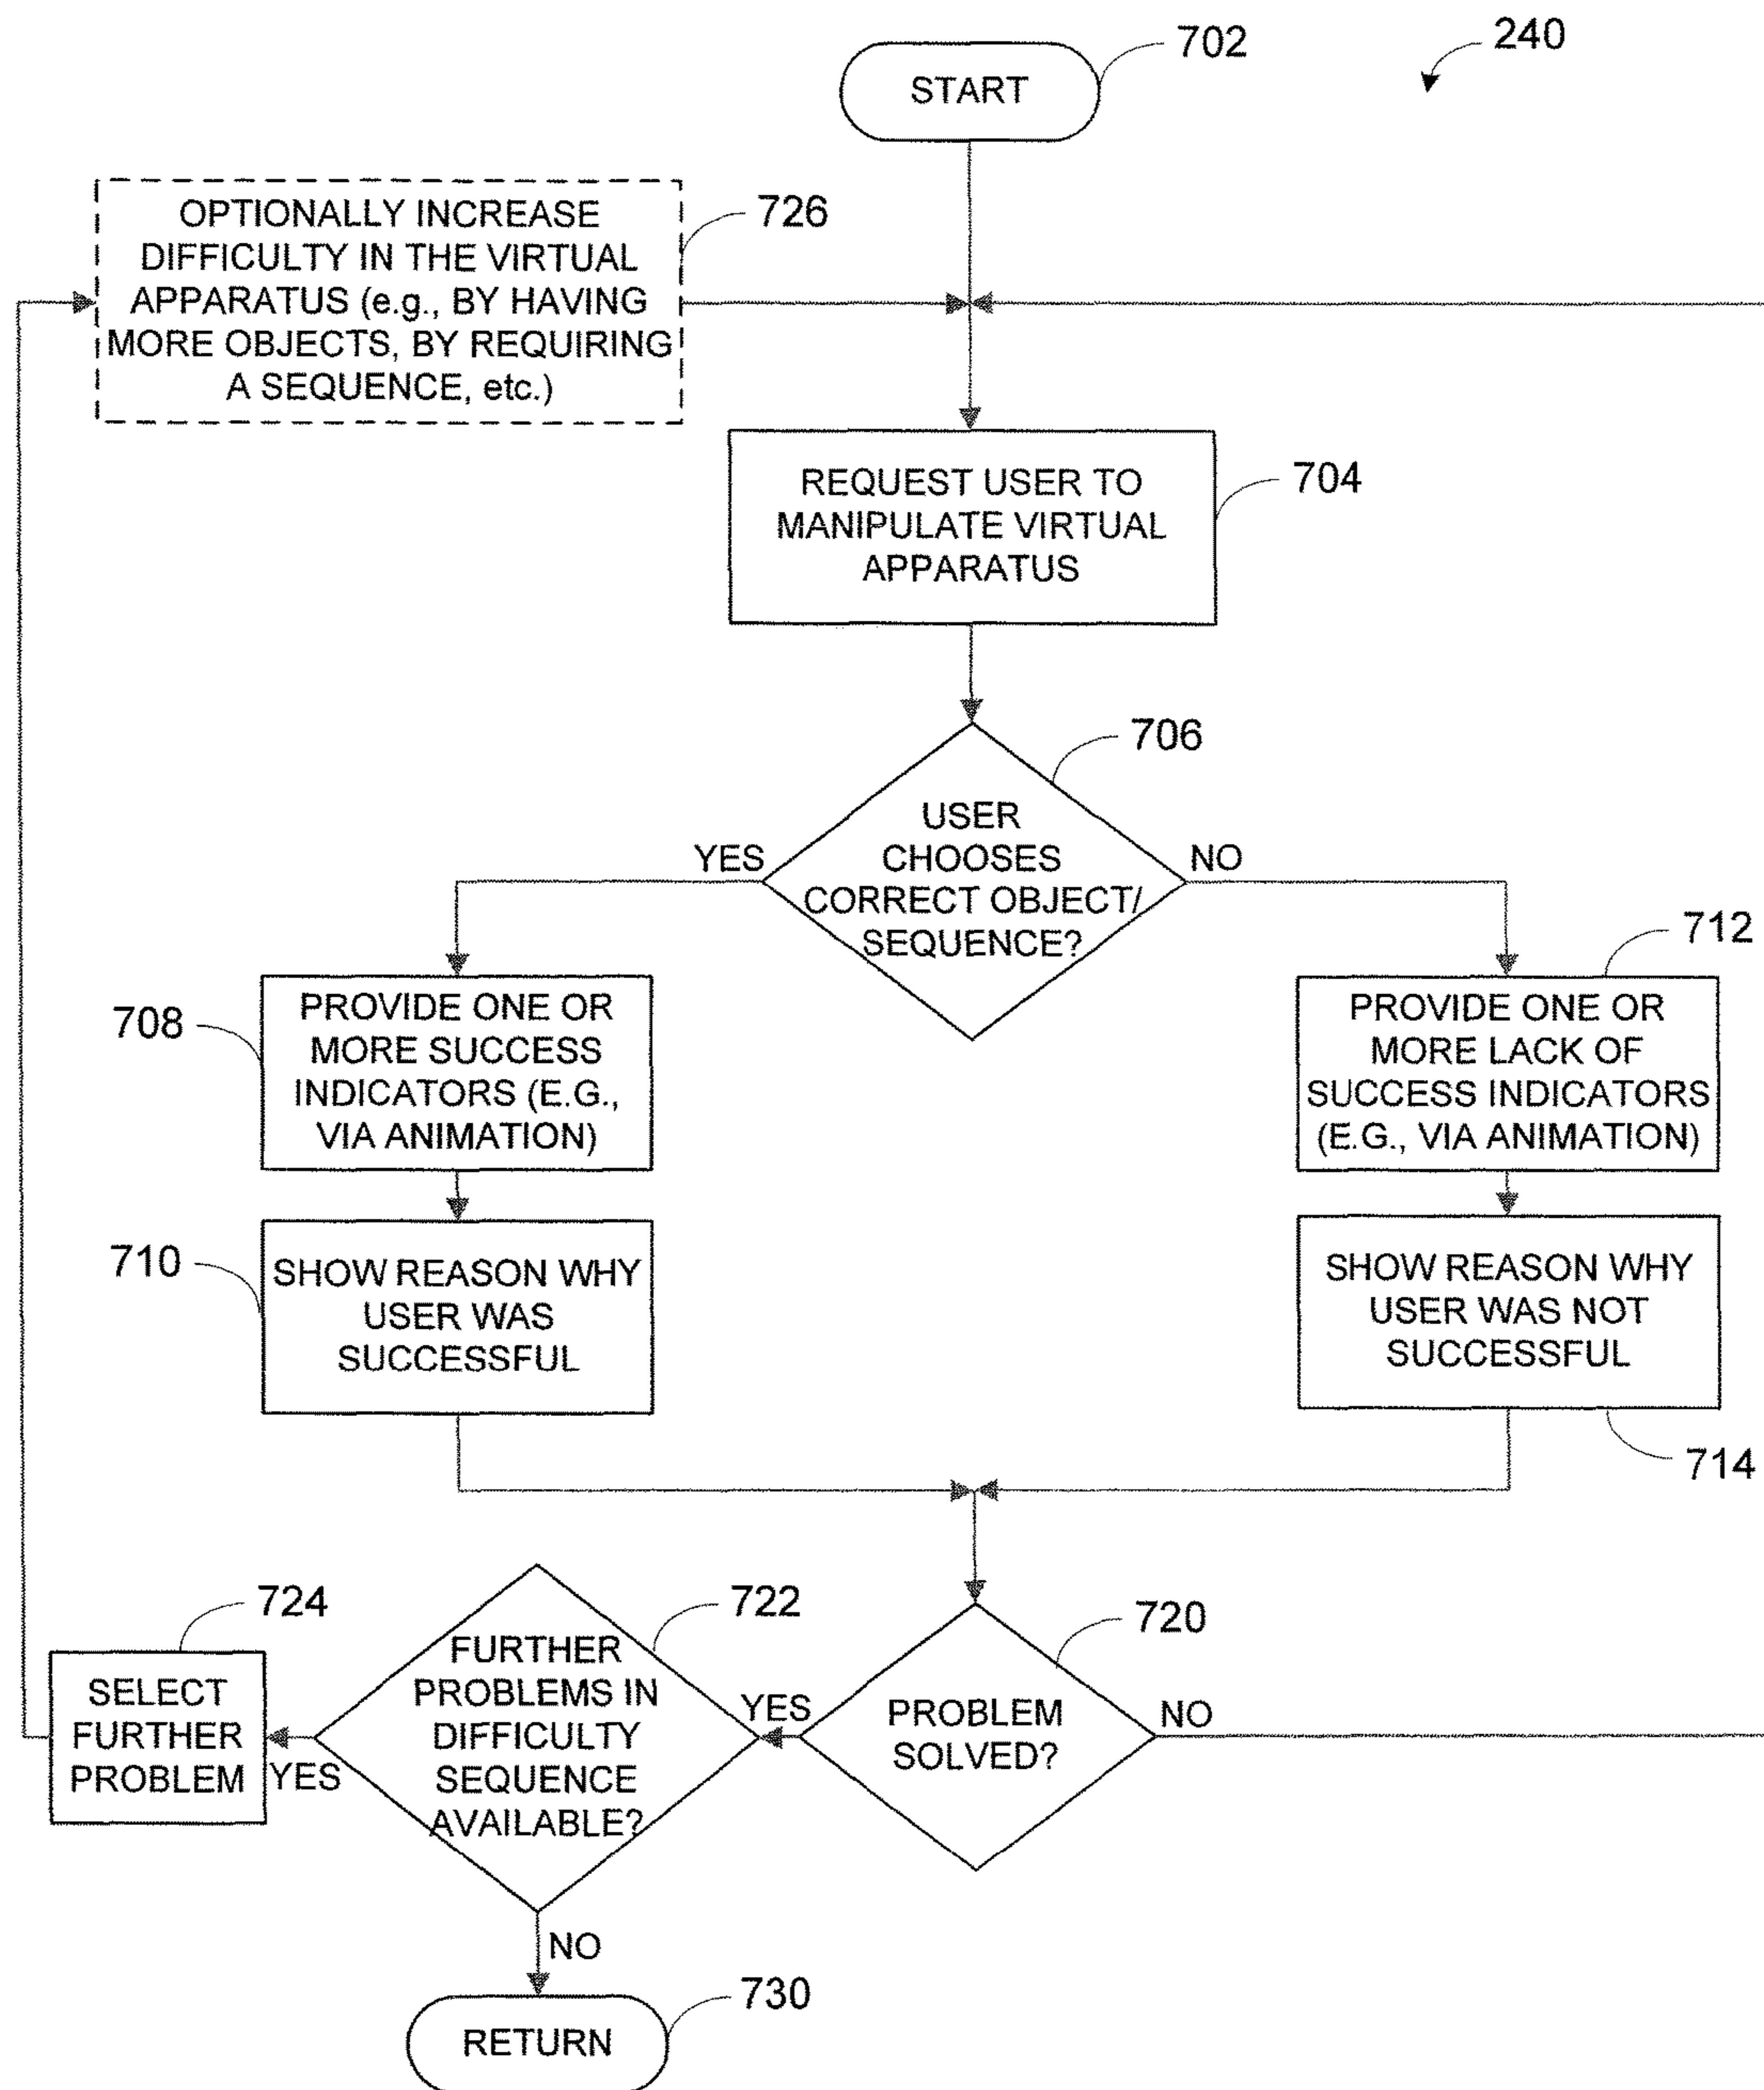 702
240
START
OPTIONALLY INCREASE
DIFFICULTY IN THE VIRTUAL
APPARATUS (e.g., BY HAVING
MORE OBJECTS, BY REQUIRING
A SEQUENCE, etc.)
726
REQUEST USER TO
MANIPULATE VIRTUAL
APPARATUS
704
706
USER
CHOOSES
CORRECT OBJECT/
SEQUENCE?
YES
NO
708
PROVIDE ONE OR
MORE SUCCESS
INDICATORS (E.G.,
VIA ANIMATION)
712
PROVIDE ONE OR
MORE LACK OF
SUCCESS INDICATORS
(E.G., VIA ANIMATION)
710
SHOW REASON WHY
USER WAS
SUCCESSFUL
SHOW REASON WHY
USER WAS NOT
SUCCESSFUL
714
724
SELECT
FURTHER
PROBLEM
YES
722
FURTHER
PROBLEMS IN
DIFFICULTY
SEQUENCE
AVAILABLE?
YES
720
PROBLEM
SOLVED?
NO
NO
730
RETURN